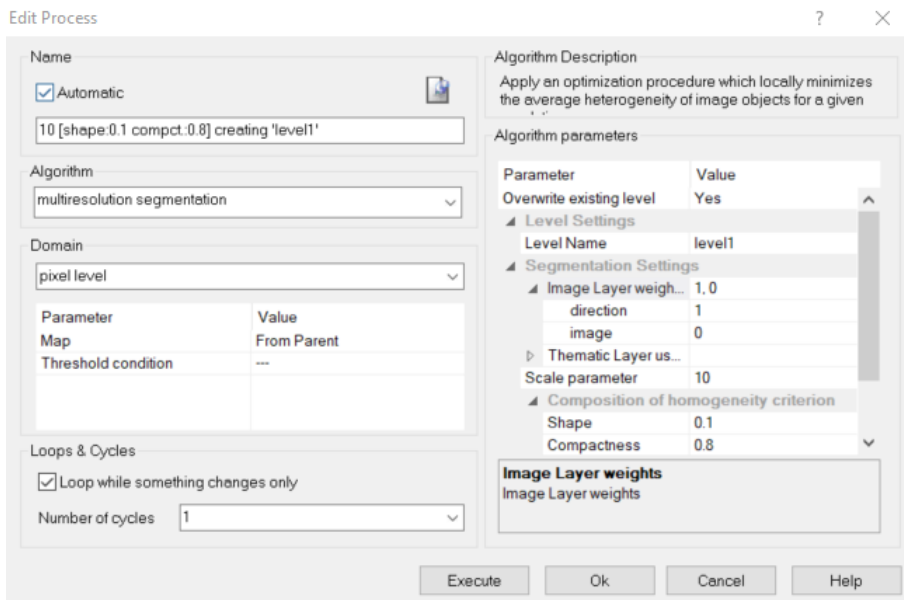 Edit Process
?
Name
Automatic
10 [shape:0.1 compct.:0.8] creating 'level1'
Algorithm
multiresolution segmentation
Domain
pixel level
Parameter Value
Map From Parent
Threshold condition ---
Loops & Cycles
Loop while something changes only
Number of cycles 1
Algorithm Description
Apply an optimization procedure which locally minimizes
the average heterogeneity of image objects for a given
Algorithm parameters
Parameter Value
Overwrite existing level Yes
Level Settings
Level Name level1
Segmentation Settings
Image Layer weigh... 1, 0
direction 1
image 0
Thematic Layer us...
Scale parameter 10
Composition of homogeneity criterion
Shape 0.1
Compactness 0.8
Image Layer weights
Image Layer weights
Execute Ok Cancel Help